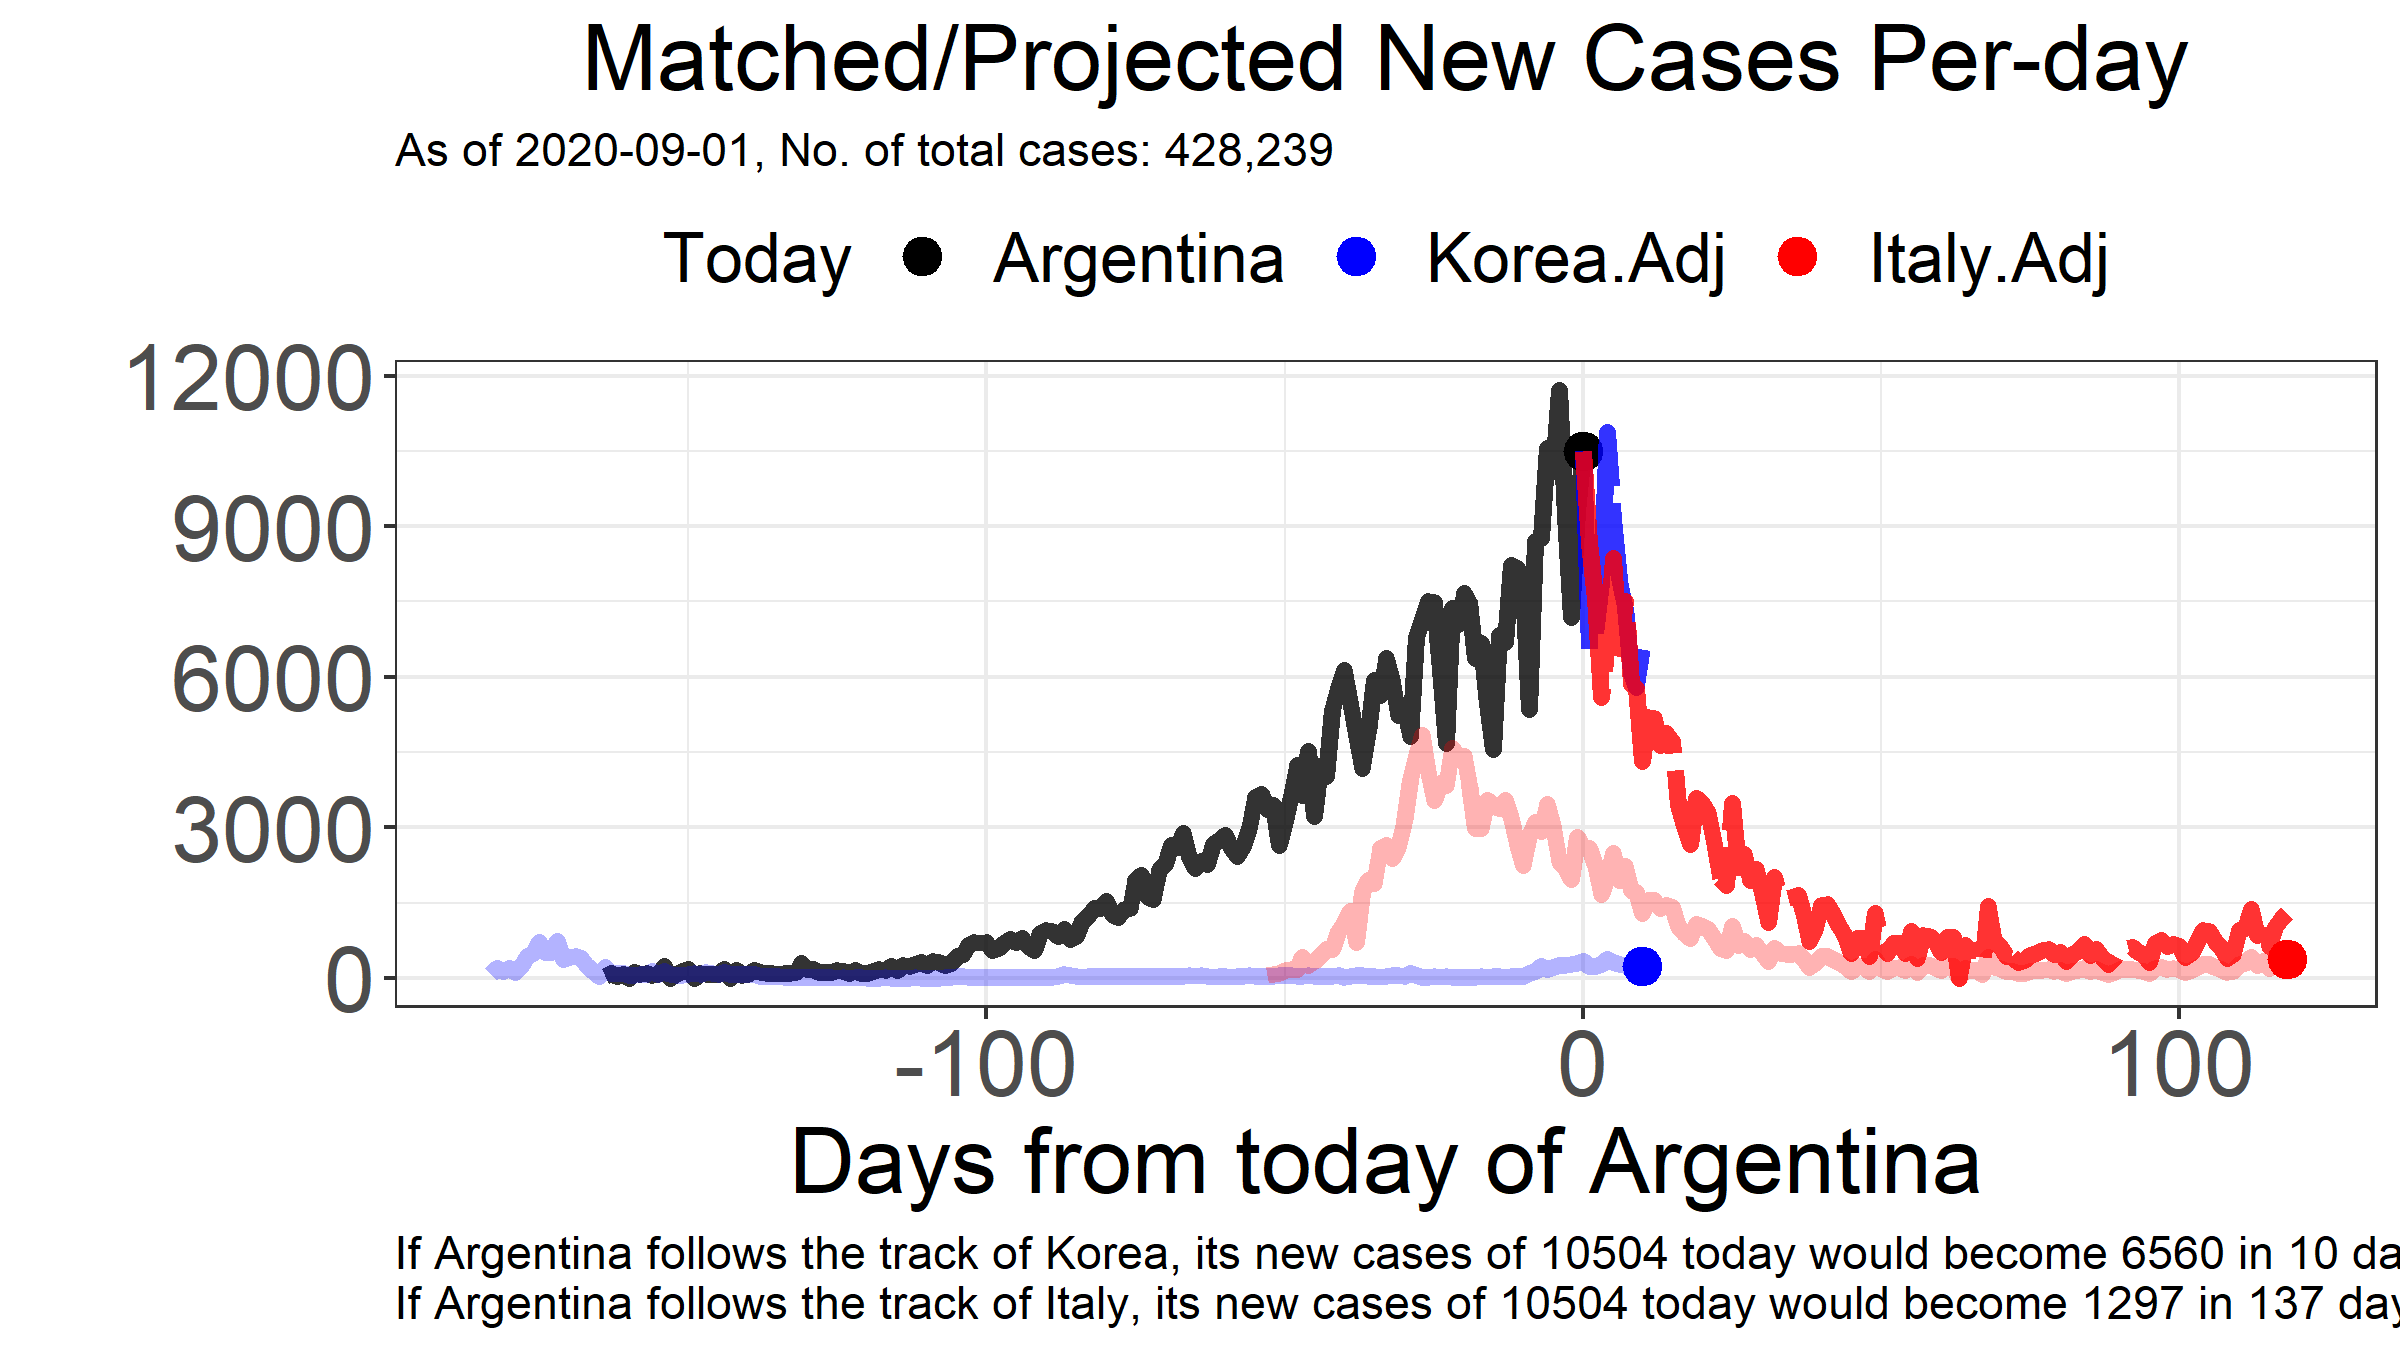 Matched/Projected New Cases Per-day
As of 2020-09-01, No. of total cases: 428,239
Today Argentina Korea.Adj Italy.Adj
12000
9000
6000
3000
0
-100 0 100
Days from today of Argentina
If Argentina follows the track of Korea, its new cases of 10504 today would become 6560 in 10 da
If Argentina follows the track of Italy, its new cases of 10504 today would become 1297 in 137 day